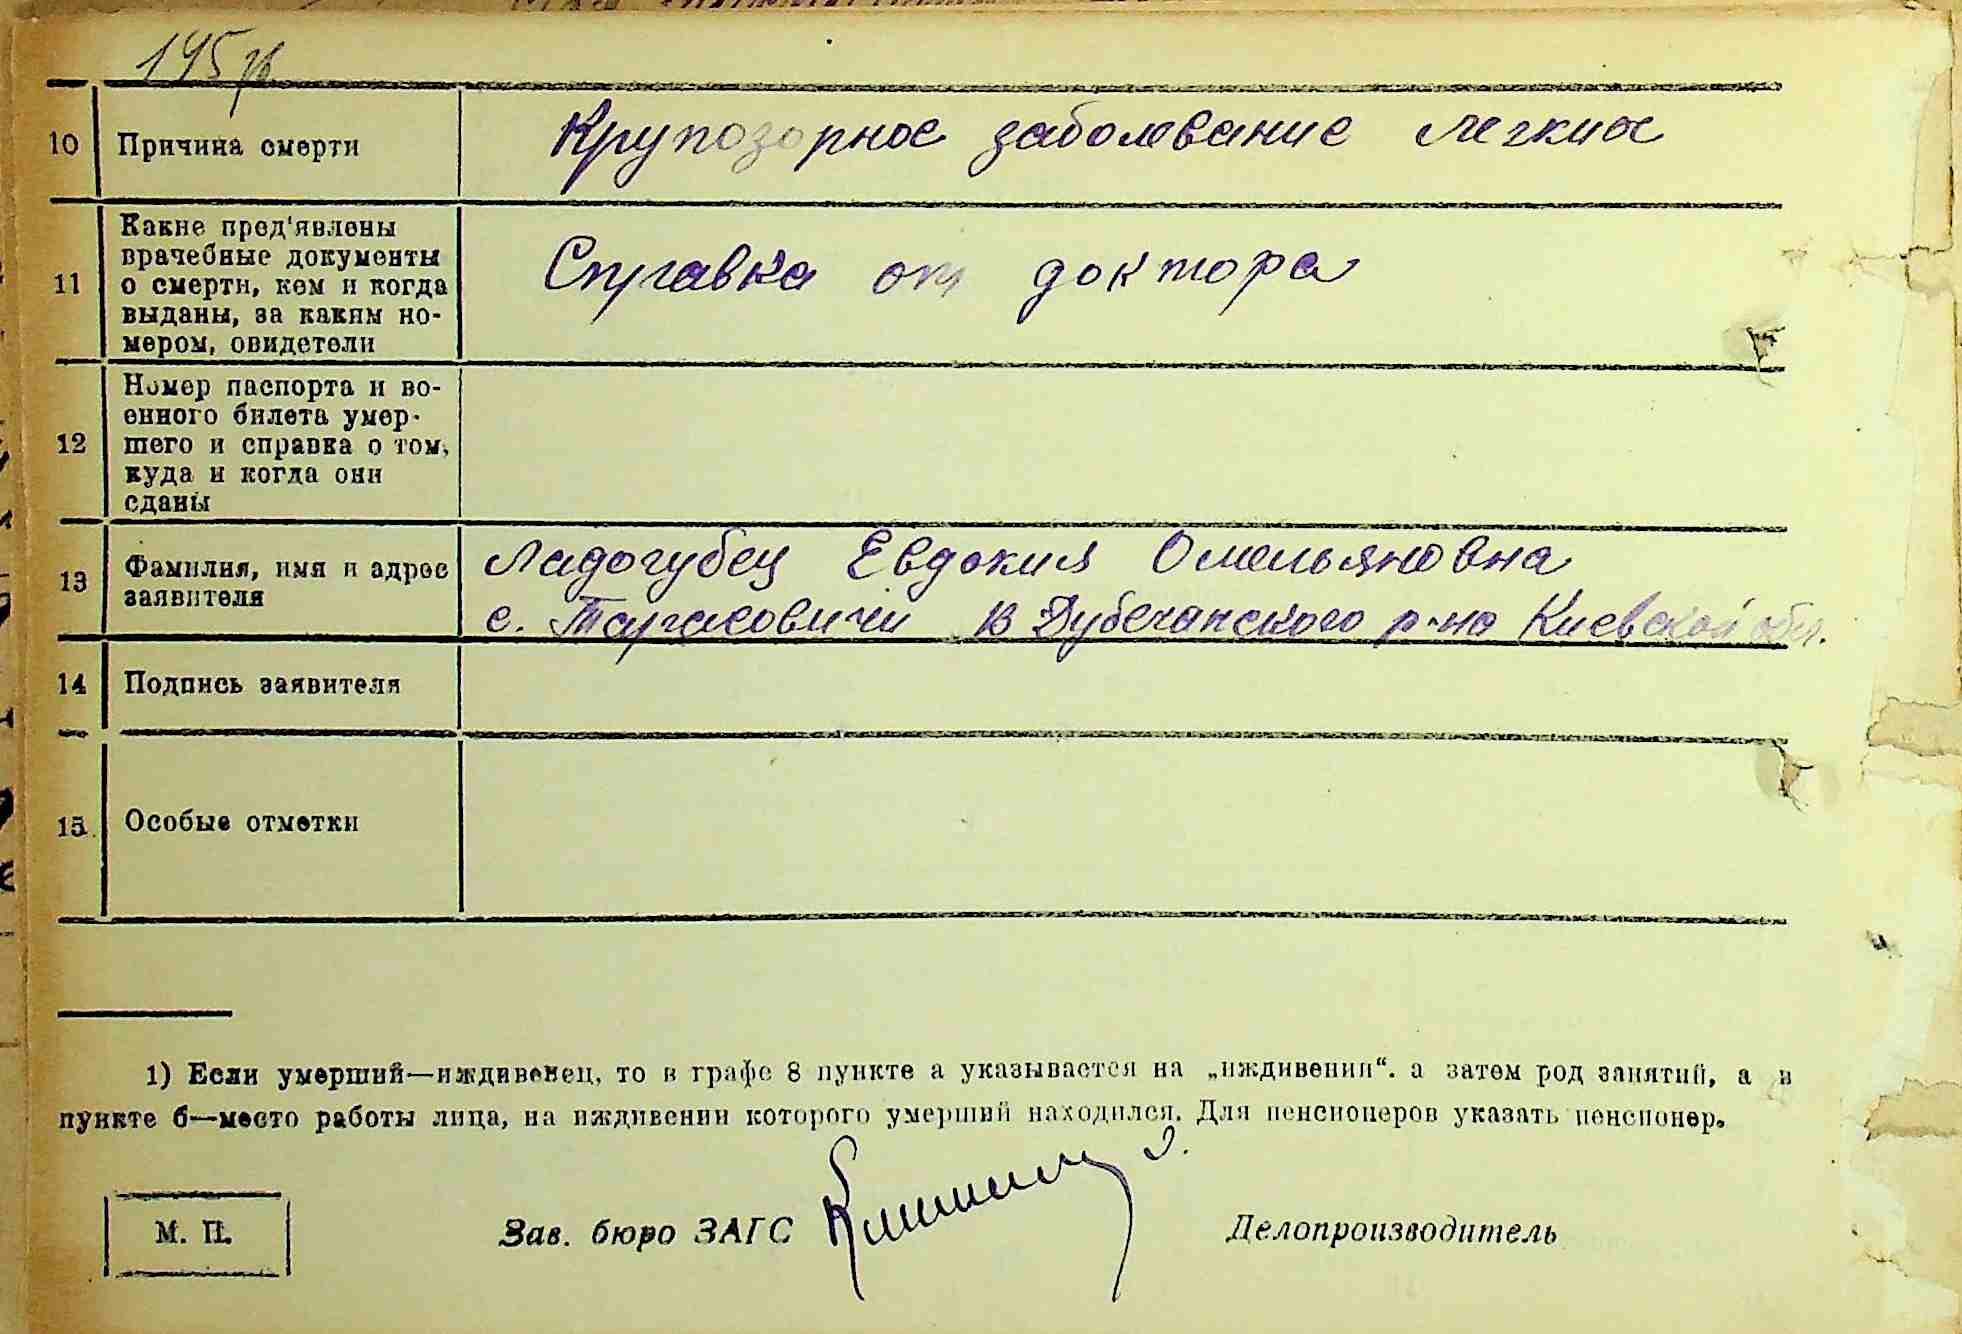 10 Причина смерти Крупозорное заболевание легких
11 Какие пред'явлены
врачебные документы
о смерти, кем и когда
выданы, за каким но-
мером, свидетели
Справка от доктора
12 Номер паспорта и во-
енного билета умер-
шего и справка о том,
куда и когда они
сданы
13 Фамилия, имя и адрес
заявителя
Ладогубец Евдокия Омельяновна
с. Тарасовичи В Дубечанского р-на Киевской обл.
14 Подпись заявителя
15 Особые отметки
1) Если умерший—иждивенец, то в графе 8 пункте а указывается на „иждивении“. а затем род занятий, а в
пункте б—место работы лица, на иждивении которого умерший находился. Для пенсионеров указать пенсионер.
М. П.
Зав. бюро ЗАГС
Делопроизводитель